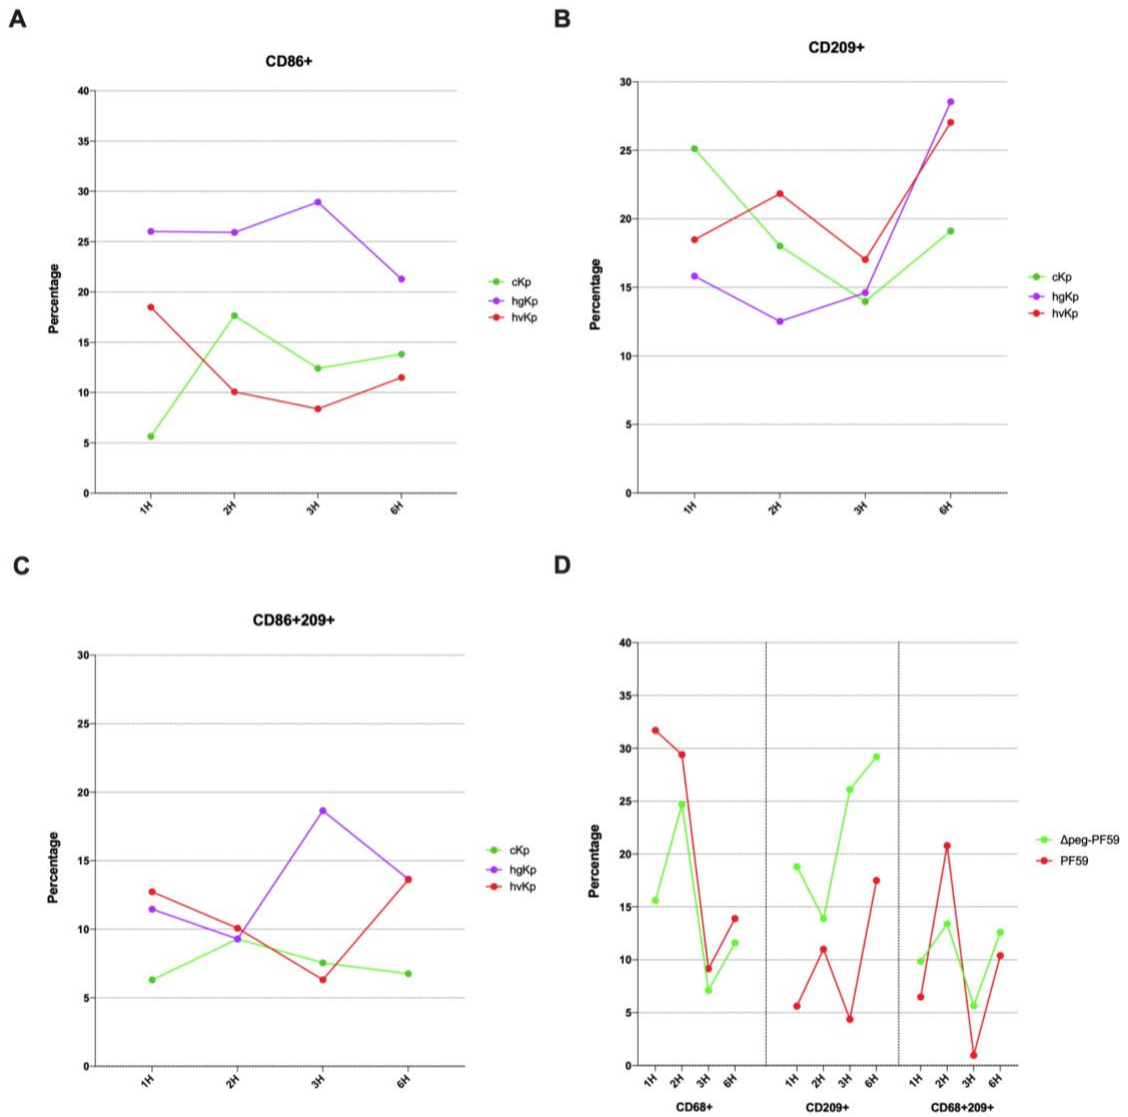 A
CD86+
40
35
30
25
20
15
10
5
0
Percentage
1H
2H
3H
6H
cKp
hgKp
hvKp
B
CD209+
30
25
20
15
10
5
0
Percentage
1H
2H
3H
6H
cKp
hgKp
hvKp
C
CD86+209+
30
25
20
15
10
5
0
Percentage
1H
2H
3H
6H
cKp
hgKp
hvKp
D
40
35
30
25
20
15
10
5
0
Percentage
1H 2H 3H 6H 1H 2H 3H 6H 1H 2H 3H 6H
CD68+ CD209+ CD68+209+
Δpeg-PF59
PF59